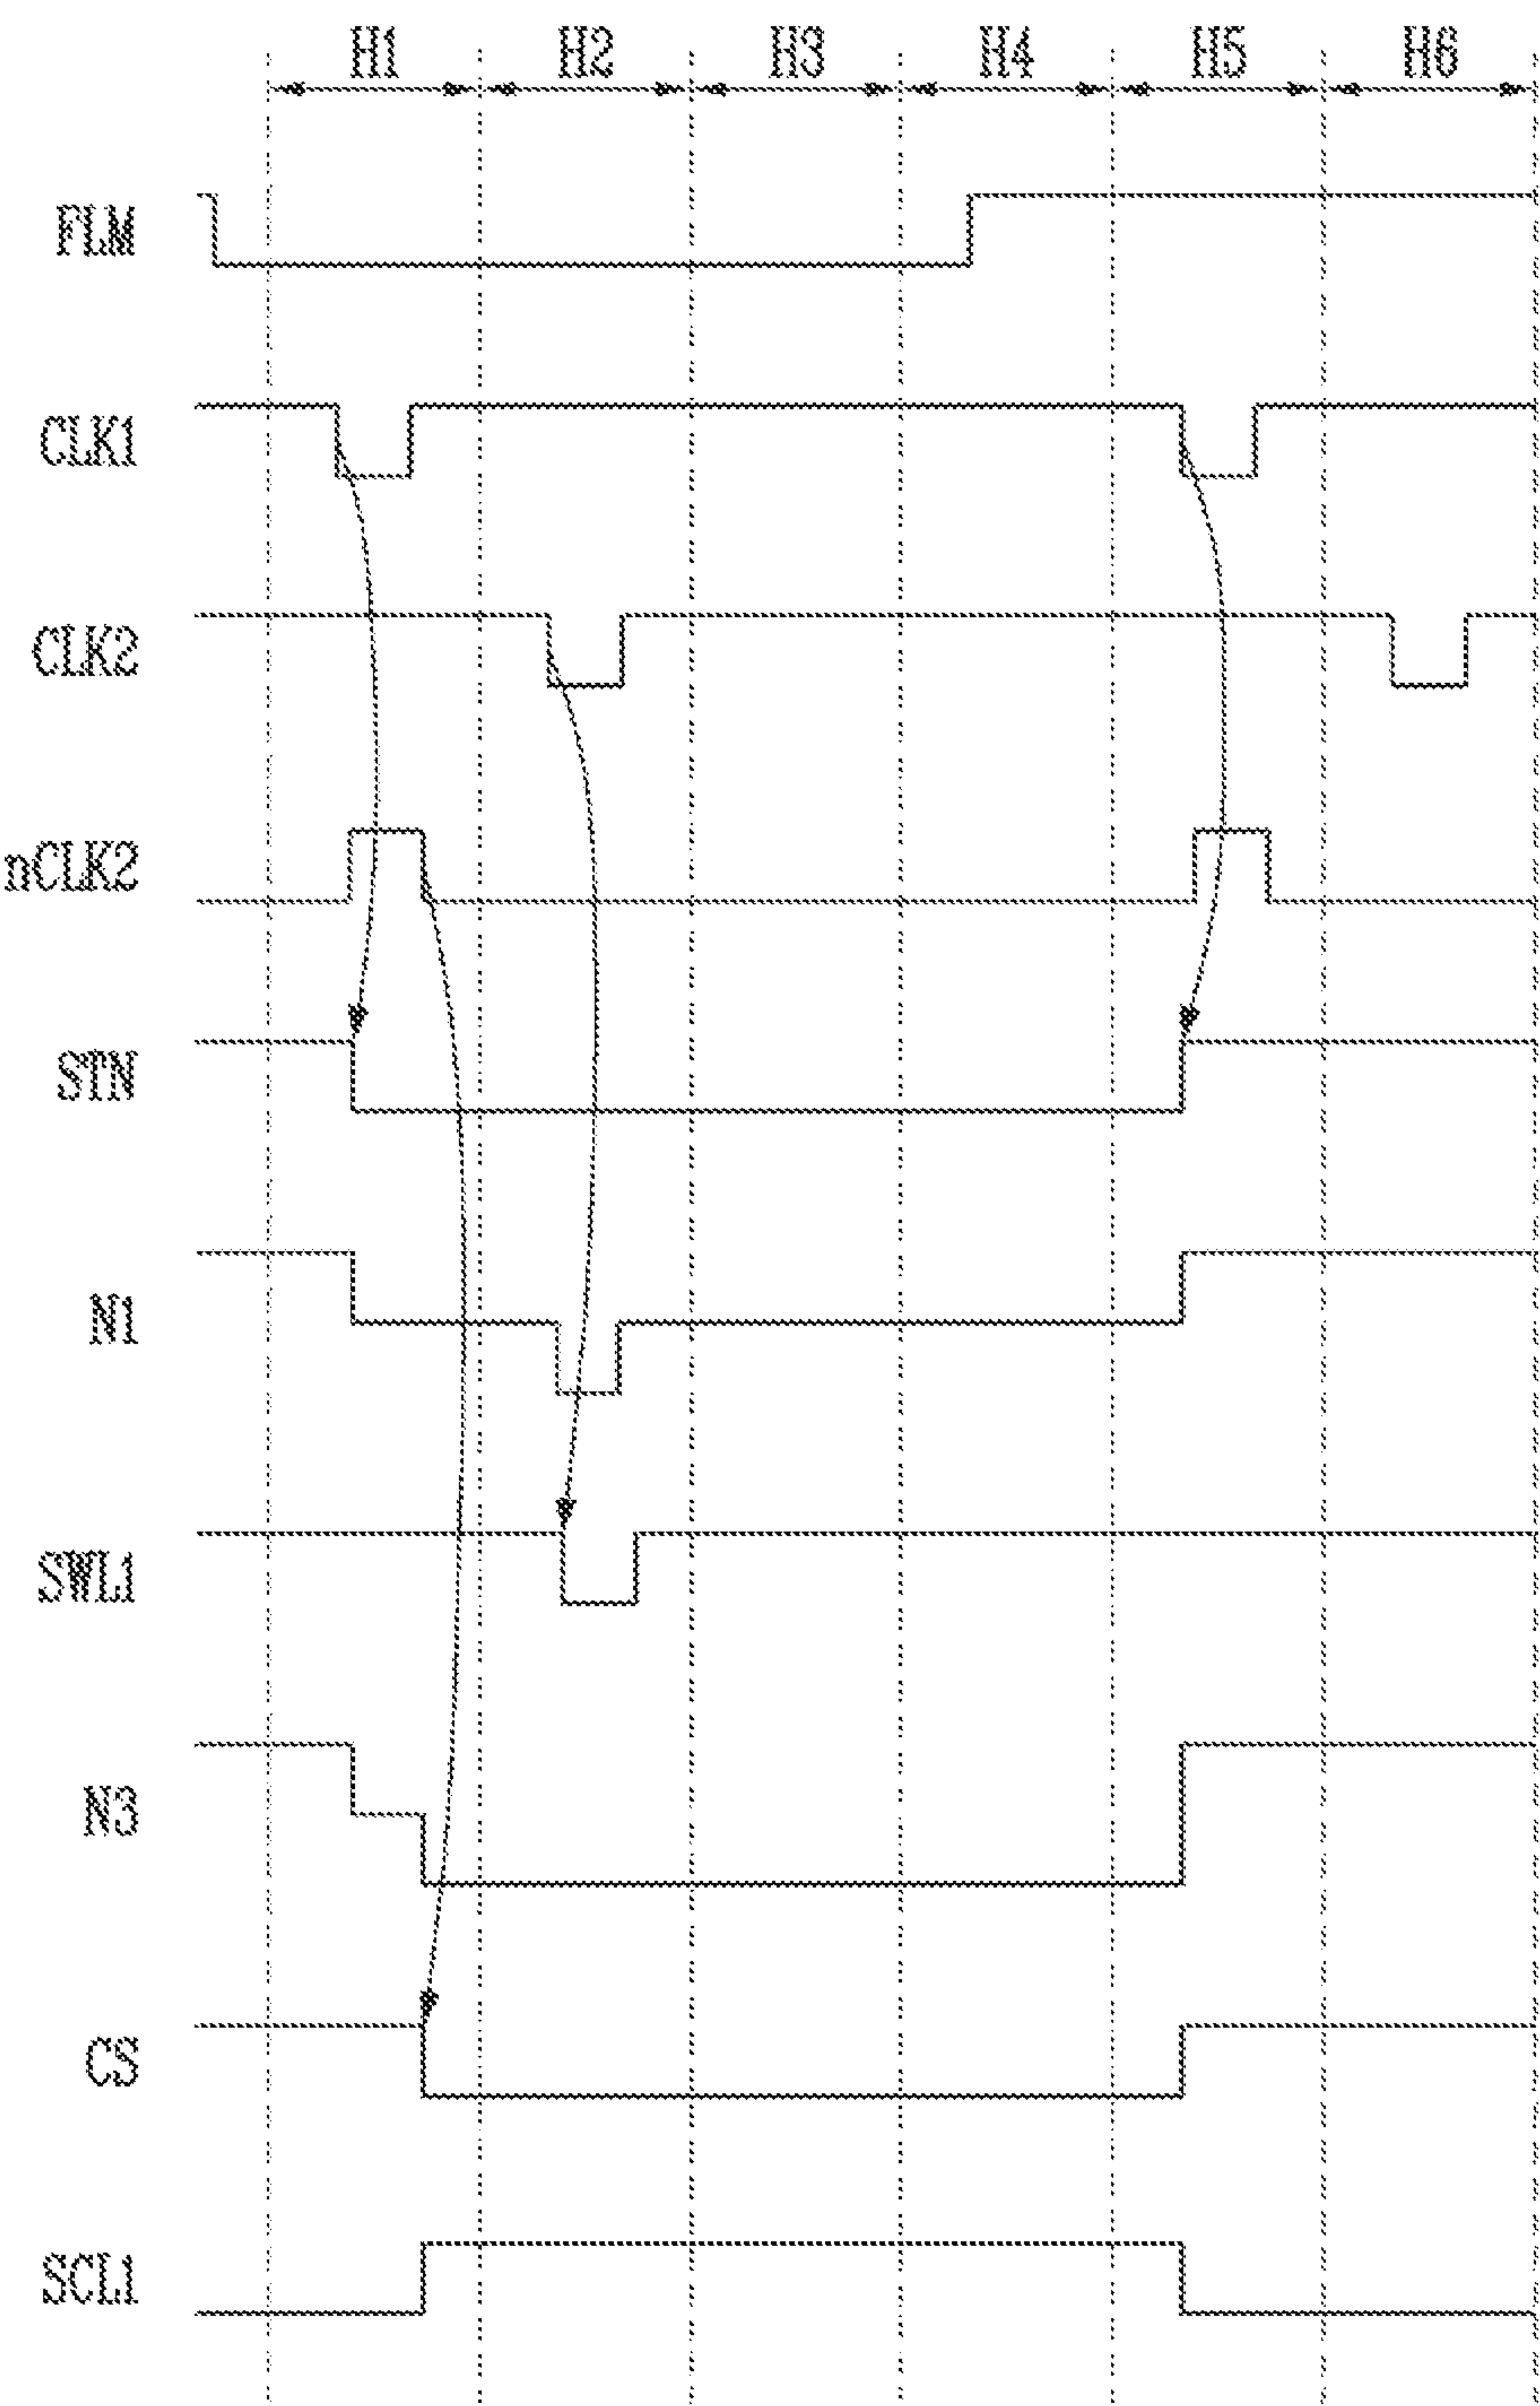 H1 H2 H3 H4 H5 H6
FLM
CLK1
CLK2
nCLK2
STN
N1
SWL1
N3
CS
SCL1